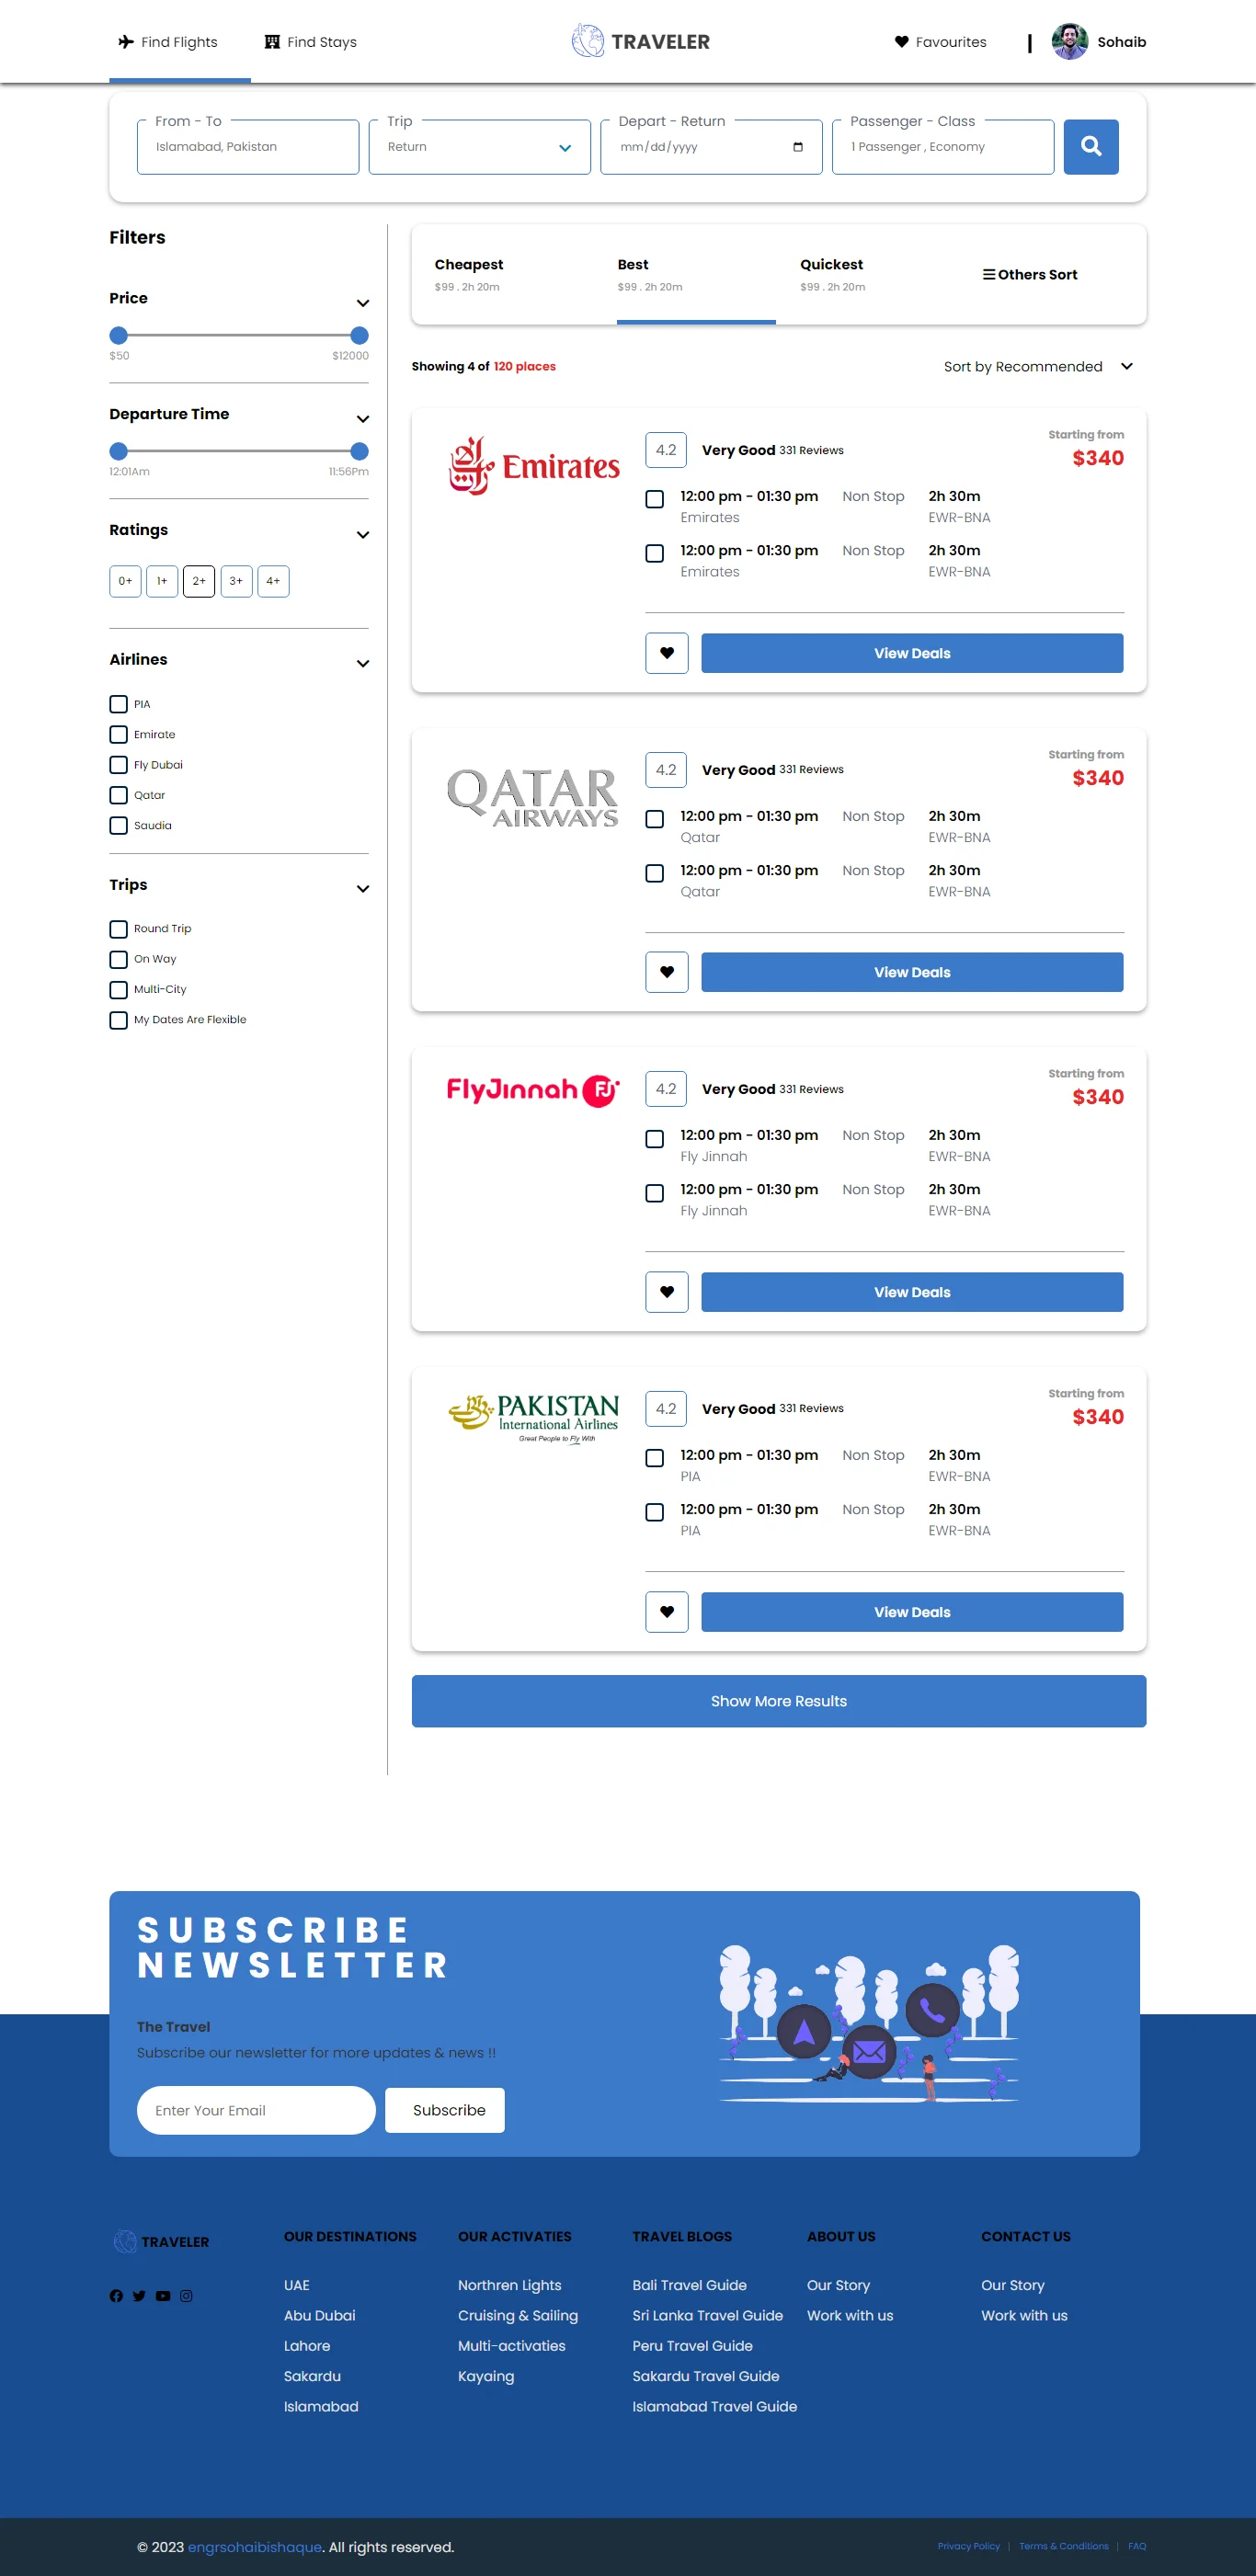 Find Flights
Find Stays
TRAVELER
Favourites
Sohaib
From - To
Islamabad, Pakistan
Trip
Return
Depart - Return
mm/dd/yyyy
Passenger - Class
1 Passenger , Economy
Filters
Price
$50
$12000
Departure Time
12:01Am
11:56Pm
Ratings
0+
1+
2+
3+
4+
Airlines
PIA
Emirate
Fly Dubai
Qatar
Saudia
Trips
Round Trip
On Way
Multi-City
My Dates Are Flexible
Cheapest
$99 . 2h 20m
Best
$99 . 2h 20m
Quickest
$99 . 2h 20m
Others Sort
Showing 4 of 120 places
Sort by Recommended
Emirates
4.2
Very Good 331 Reviews
Starting from
$340
12:00 pm - 01:30 pm Non Stop 2h 30m
Emirates EWR-BNA
12:00 pm - 01:30 pm Non Stop 2h 30m
Emirates EWR-BNA
View Deals
QATAR
AIRWAYS
4.2
Very Good 331 Reviews
Starting from
$340
12:00 pm - 01:30 pm Non Stop 2h 30m
Qatar EWR-BNA
12:00 pm - 01:30 pm Non Stop 2h 30m
Qatar EWR-BNA
View Deals
FlyJinnah FJ
4.2
Very Good 331 Reviews
Starting from
$340
12:00 pm - 01:30 pm Non Stop 2h 30m
Fly Jinnah EWR-BNA
12:00 pm - 01:30 pm Non Stop 2h 30m
Fly Jinnah EWR-BNA
View Deals
PAKISTAN
International Airlines
Great People to Fly With
4.2
Very Good 331 Reviews
Starting from
$340
12:00 pm - 01:30 pm Non Stop 2h 30m
PIA EWR-BNA
12:00 pm - 01:30 pm Non Stop 2h 30m
PIA EWR-BNA
View Deals
Show More Results
SUBSCRIBE
NEWSLETTER
The Travel
Subscribe our newsletter for more updates & news !!
Enter Your Email
Subscribe
TRAVELER
OUR DESTINATIONS
UAE
Abu Dubai
Lahore
Sakardu
Islamabad
OUR ACTIVATIES
Northren Lights
Cruising & Sailing
Multi-activaties
Kayaing
TRAVEL BLOGS
Bali Travel Guide
Sri Lanka Travel Guide
Peru Travel Guide
Sakardu Travel Guide
Islamabad Travel Guide
ABOUT US
Our Story
Work with us
CONTACT US
Our Story
Work with us
© 2023 engrsohaibishaque. All rights reserved.
Privacy Policy | Terms & Conditions | FAQ